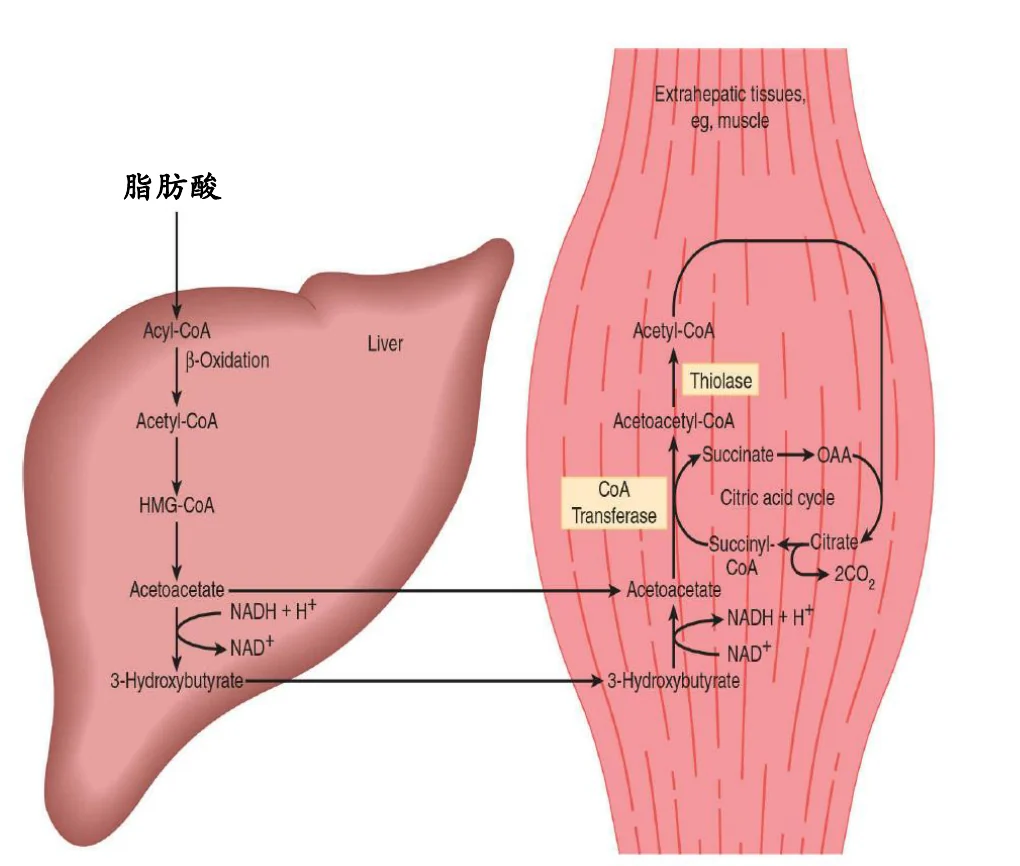 脂肪酸
Acyl-CoA
β-Oxidation
Acetyl-CoA
HMG-CoA
Acetoacetate
NADH + H+
NAD+
3-Hydroxybutyrate
Liver
Extrahepatic tissues,
eg, muscle
Acetyl-CoA
Thiolase
Acetoacetyl-CoA
Succinate
OAA
CoA
Transferase
Citric acid cycle
Succinyl-
CoA
Citrate
2CO2
Acetoacetate
NADH + H+
NAD+
3-Hydroxybutyrate